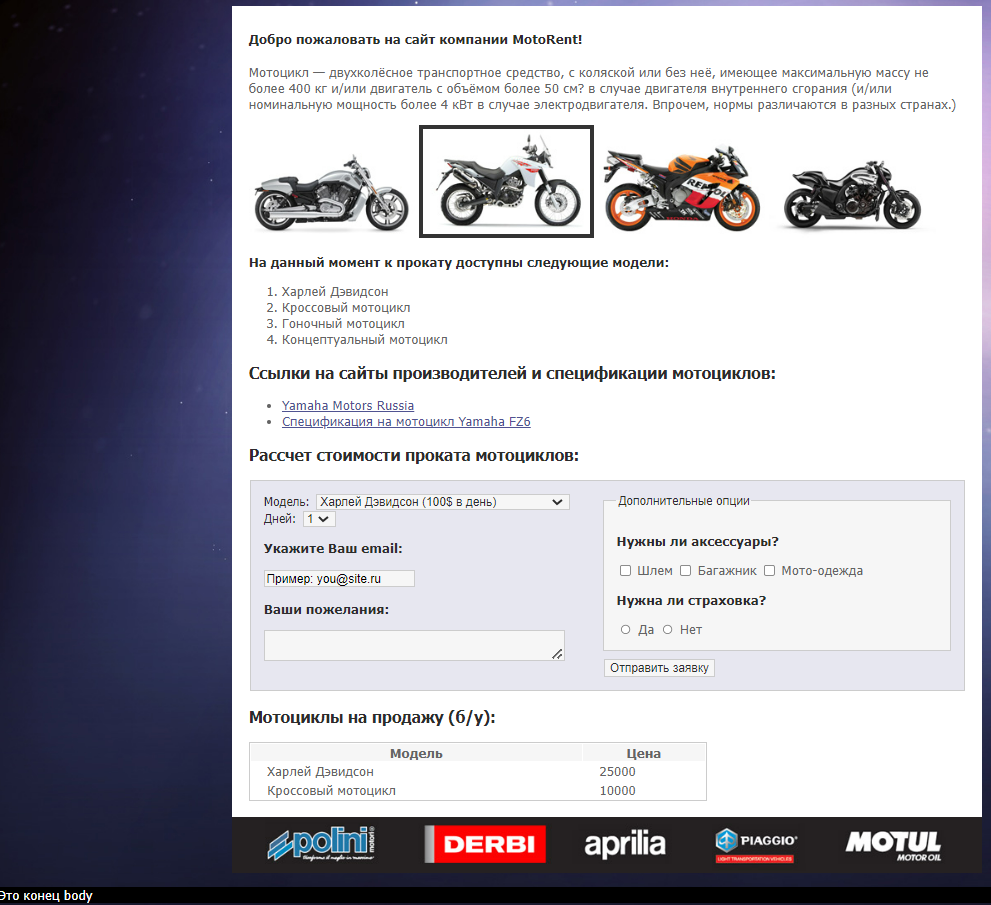 Добро пожаловать на сайт компании MotoRent!
Мотоцикл — двухколёсное транспортное средство, с коляской или без неё, имеющее максимальную массу не
более 400 кг и/или двигатель с объёмом более 50 см? в случае двигателя внутреннего сгорания (и/или
номинальную мощность более 4 кВт в случае электродвигателя. Впрочем, нормы различаются в разных странах.)
REPSOL
На данный момент к прокату доступны следующие модели:
1. Харлей Дэвидсон
2. Кроссовый мотоцикл
3. Гоночный мотоцикл
4. Концептуальный мотоцикл
Ссылки на сайты производителей и спецификации мотоциклов:
• Yamaha Motors Russia
• Спецификация на мотоцикл Yamaha FZ6
Рассчет стоимости проката мотоциклов:
Модель: Харлей Дэвидсон (100$ в день)
Дней: 1
Укажите Ваш email:
Пример: you@site.ru
Ваши пожелания:
Дополнительные опции
Нужны ли аксессуары?
Шлем Багажник Мото-одежда
Нужна ли страховка?
Да Нет
Отправить заявку
Мотоциклы на продажу (б/у):
Модель Цена
Харлей Дэвидсон 25000
Кроссовый мотоцикл 10000
polini motori DERBI aprilia PIAGGIO MOTUL
LIGHT TRANSPORTATION VEHICLES MOTOR OIL
Это конец body